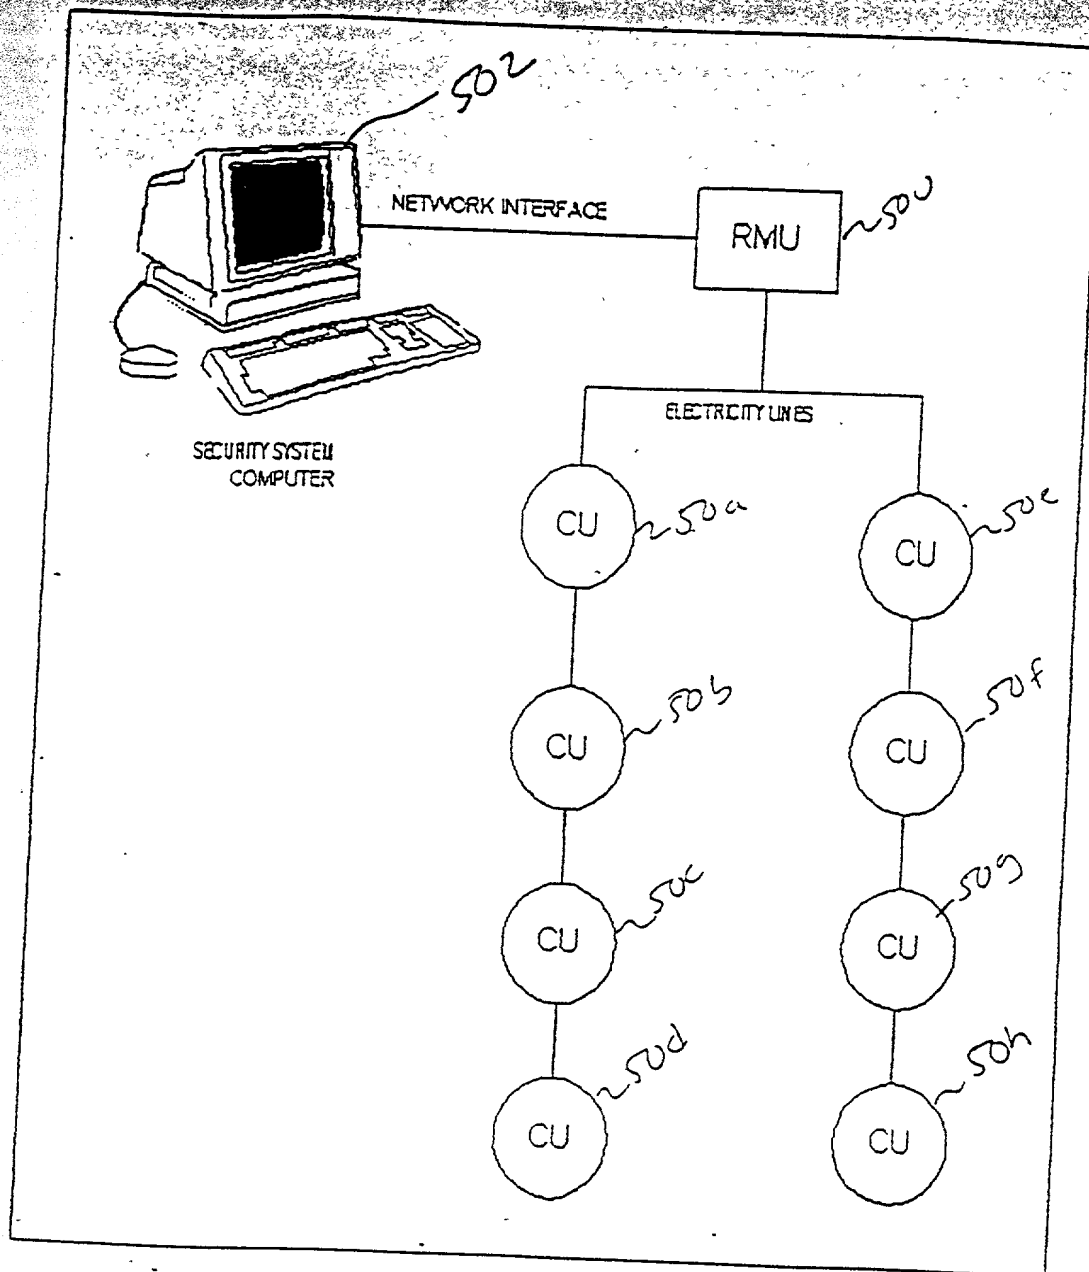 502
NETWORK INTERFACE
RMU
500
ELECTRICITY LINES
SECURITY SYSTEM
COMPUTER
CU
50a
CU
50e
CU
50b
CU
50f
CU
50c
CU
50g
CU
50d
CU
50h